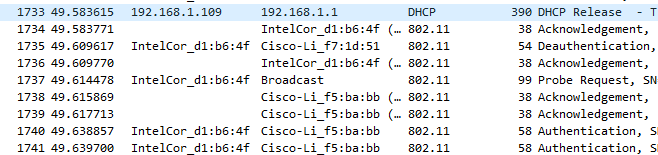 1733 49.583615 192.168.1.109 192.168.1.1 DHCP 390 DHCP Release - T
1734 49.583771 IntelCor_d1:b6:4f (… 802.11 38 Acknowledgement,
1735 49.609617 IntelCor_d1:b6:4f Cisco-Li_f7:1d:51 802.11 54 Deauthentication,
1736 49.609770 IntelCor_d1:b6:4f (… 802.11 38 Acknowledgement,
1737 49.614478 IntelCor_d1:b6:4f Broadcast 802.11 99 Probe Request, SN
1738 49.615869 Cisco-Li_f5:ba:bb (… 802.11 38 Acknowledgement,
1739 49.617713 Cisco-Li_f5:ba:bb (… 802.11 38 Acknowledgement,
1740 49.638857 IntelCor_d1:b6:4f Cisco-Li_f5:ba:bb 802.11 58 Authentication, S
1741 49.639700 IntelCor_d1:b6:4f Cisco-Li_f5:ba:bb 802.11 58 Authentication, S